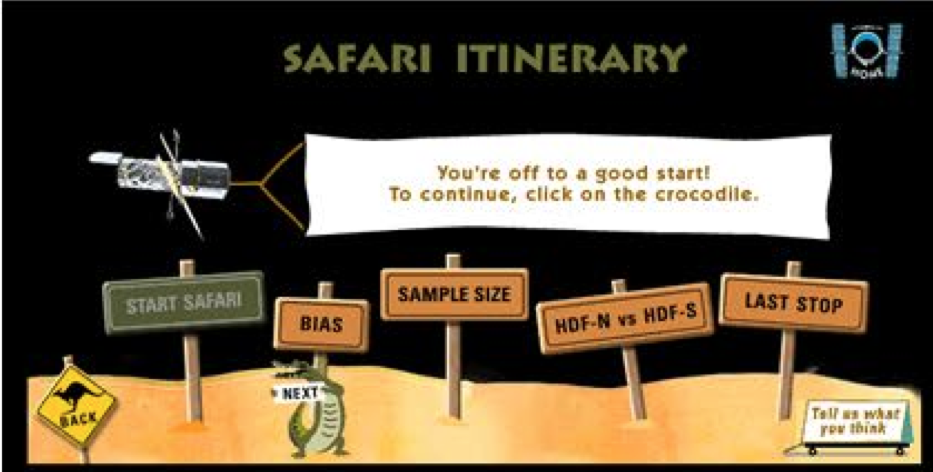 SAFARI ITINERARY
HOME
You're off to a good start!
To continue, click on the crocodile.
START SAFARI
BIAS
SAMPLE SIZE
HDF-N vs HDF-S
LAST STOP
BACK
NEXT
Tell us what
you think